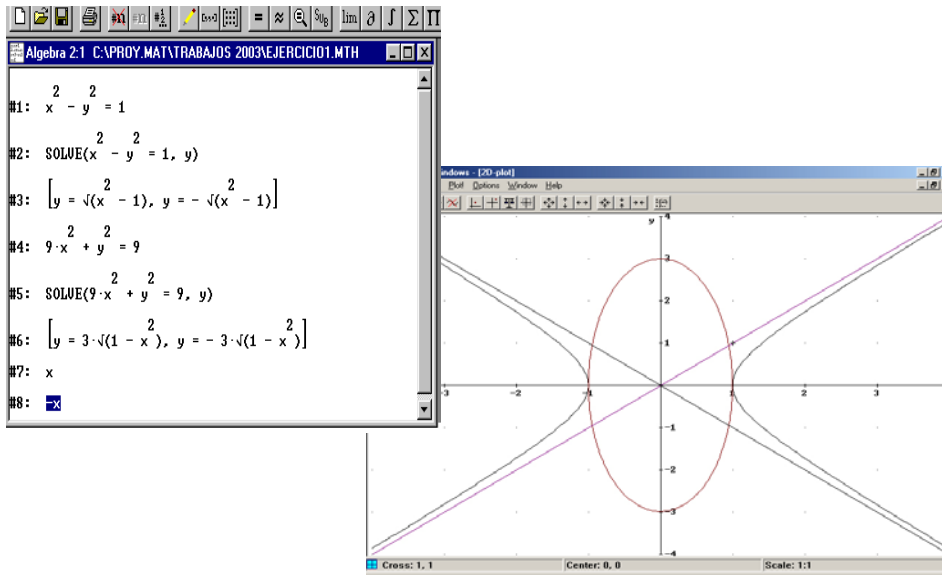 Algebra 2:1 C:\PROY.MAT\TRABAJOS 2003\EJERCICIO1.MTH
= ≈ Sub lim ∂ ∫ Σ Π
#1: x² - y² = 1
#2: SOLVE(x² - y² = 1, y)
#3: [y = √(x² - 1), y = - √(x² - 1)]
#4: 9·x² + y² = 9
#5: SOLVE(9·x² + y² = 9, y)
#6: [y = 3·√(1 - x²), y = - 3·√(1 - x²)]
#7: x
#8: -x
ndows - [2D-plot]
Plot! Options Window Help
y 4
3
2
1
-3 -2 -1 1 2 3
-1
-2
-3
-4
Cross: 1, 1 Center: 0, 0 Scale: 1:1